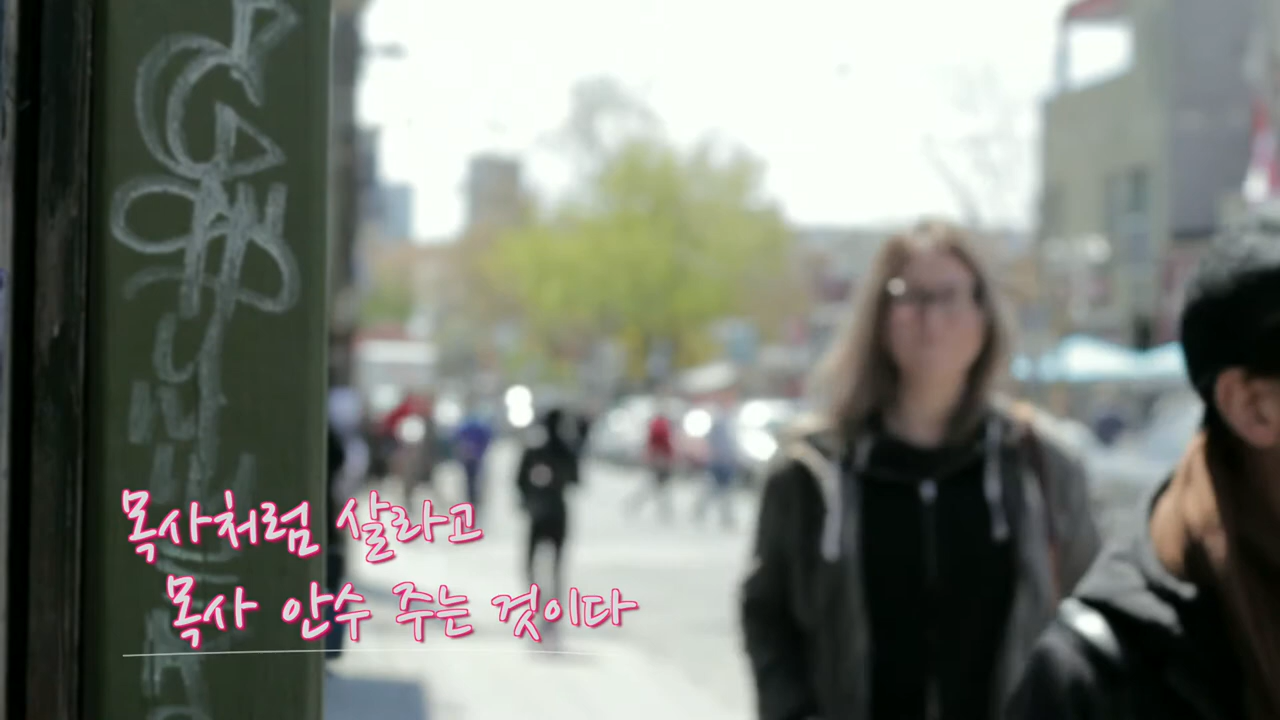 목사처럼 살라고
목사 안수 주는 것이다